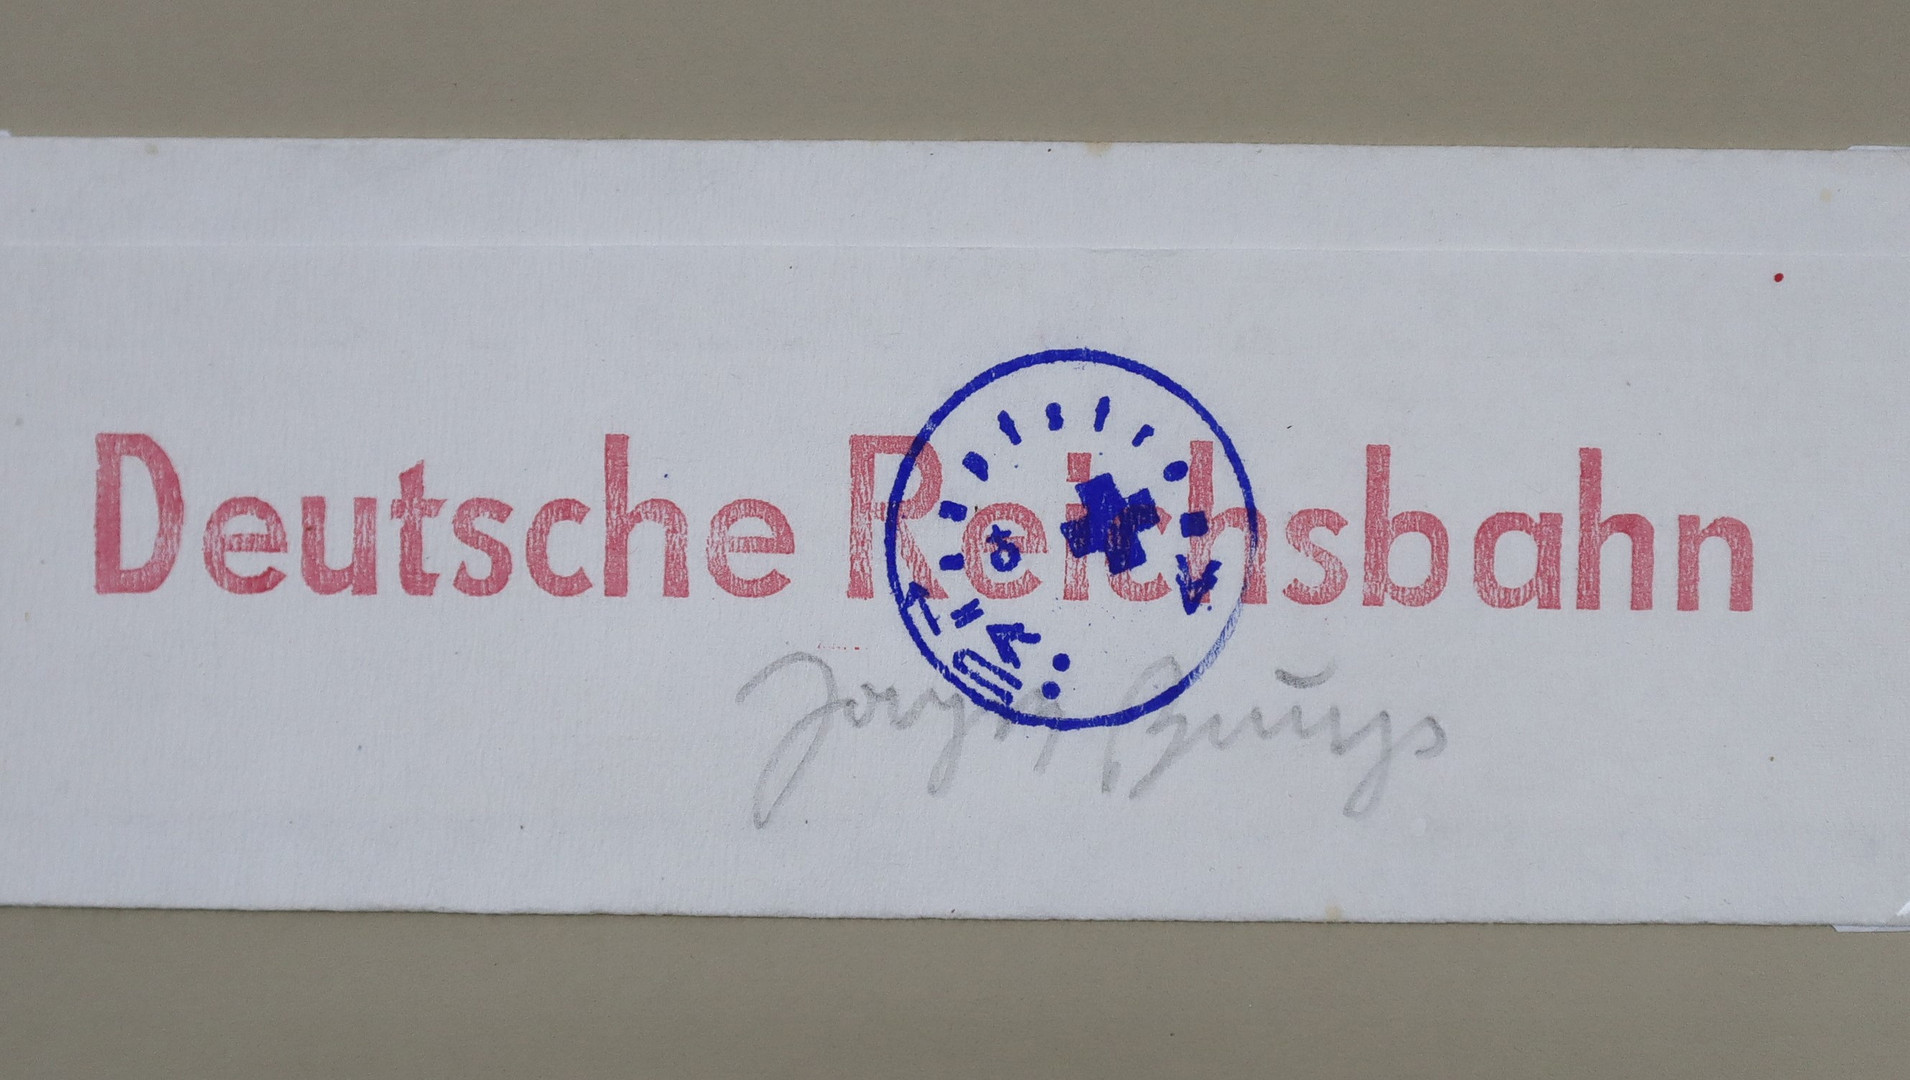 Deutsche Reichsbahn
Joseph Beuys